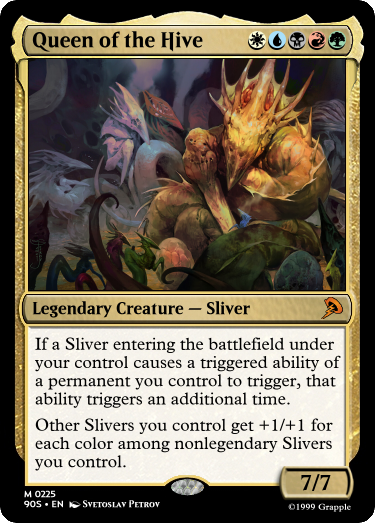 Queen of the Hive
Legendary Creature — Sliver
If a Sliver entering the battlefield under
your control causes a triggered ability of
a permanent you control to trigger, that
ability triggers an additional time.
Other Slivers you control get +1/+1 for
each color among nonlegendary Slivers
you control.
7/7
M 0225
90S • EN Svetoslav Petrov
©1999 Grapple